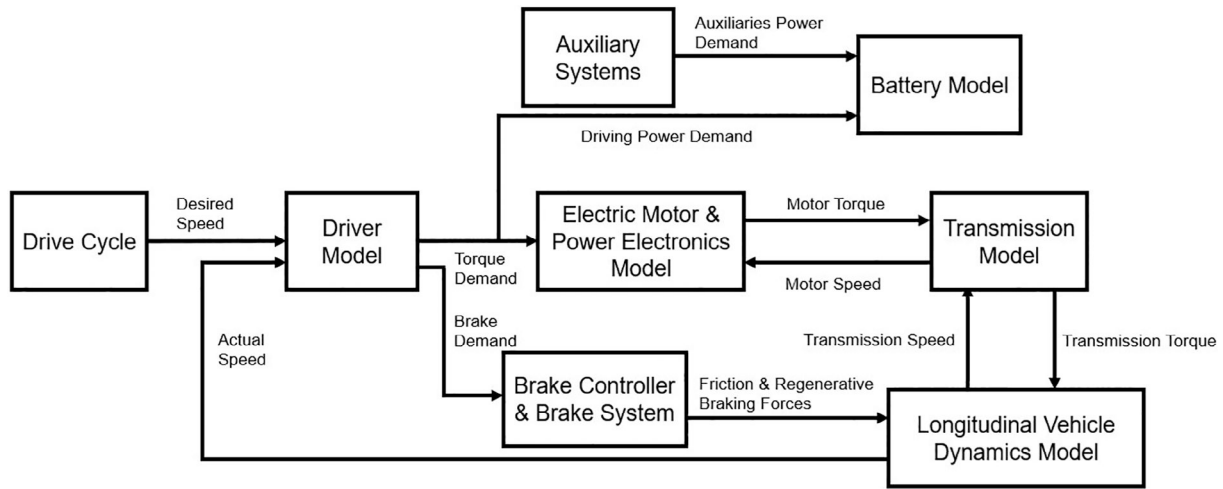 Auxiliary
Systems
Auxiliaries Power
Demand
Battery Model
Driving Power Demand
Drive Cycle
Desired
Speed
Driver
Model
Torque
Demand
Electric Motor &
Power Electronics
Model
Motor Torque
Motor Speed
Transmission
Model
Actual
Speed
Brake
Demand
Transmission Speed
Transmission Torque
Brake Controller
& Brake System
Friction & Regenerative
Braking Forces
Longitudinal Vehicle
Dynamics Model